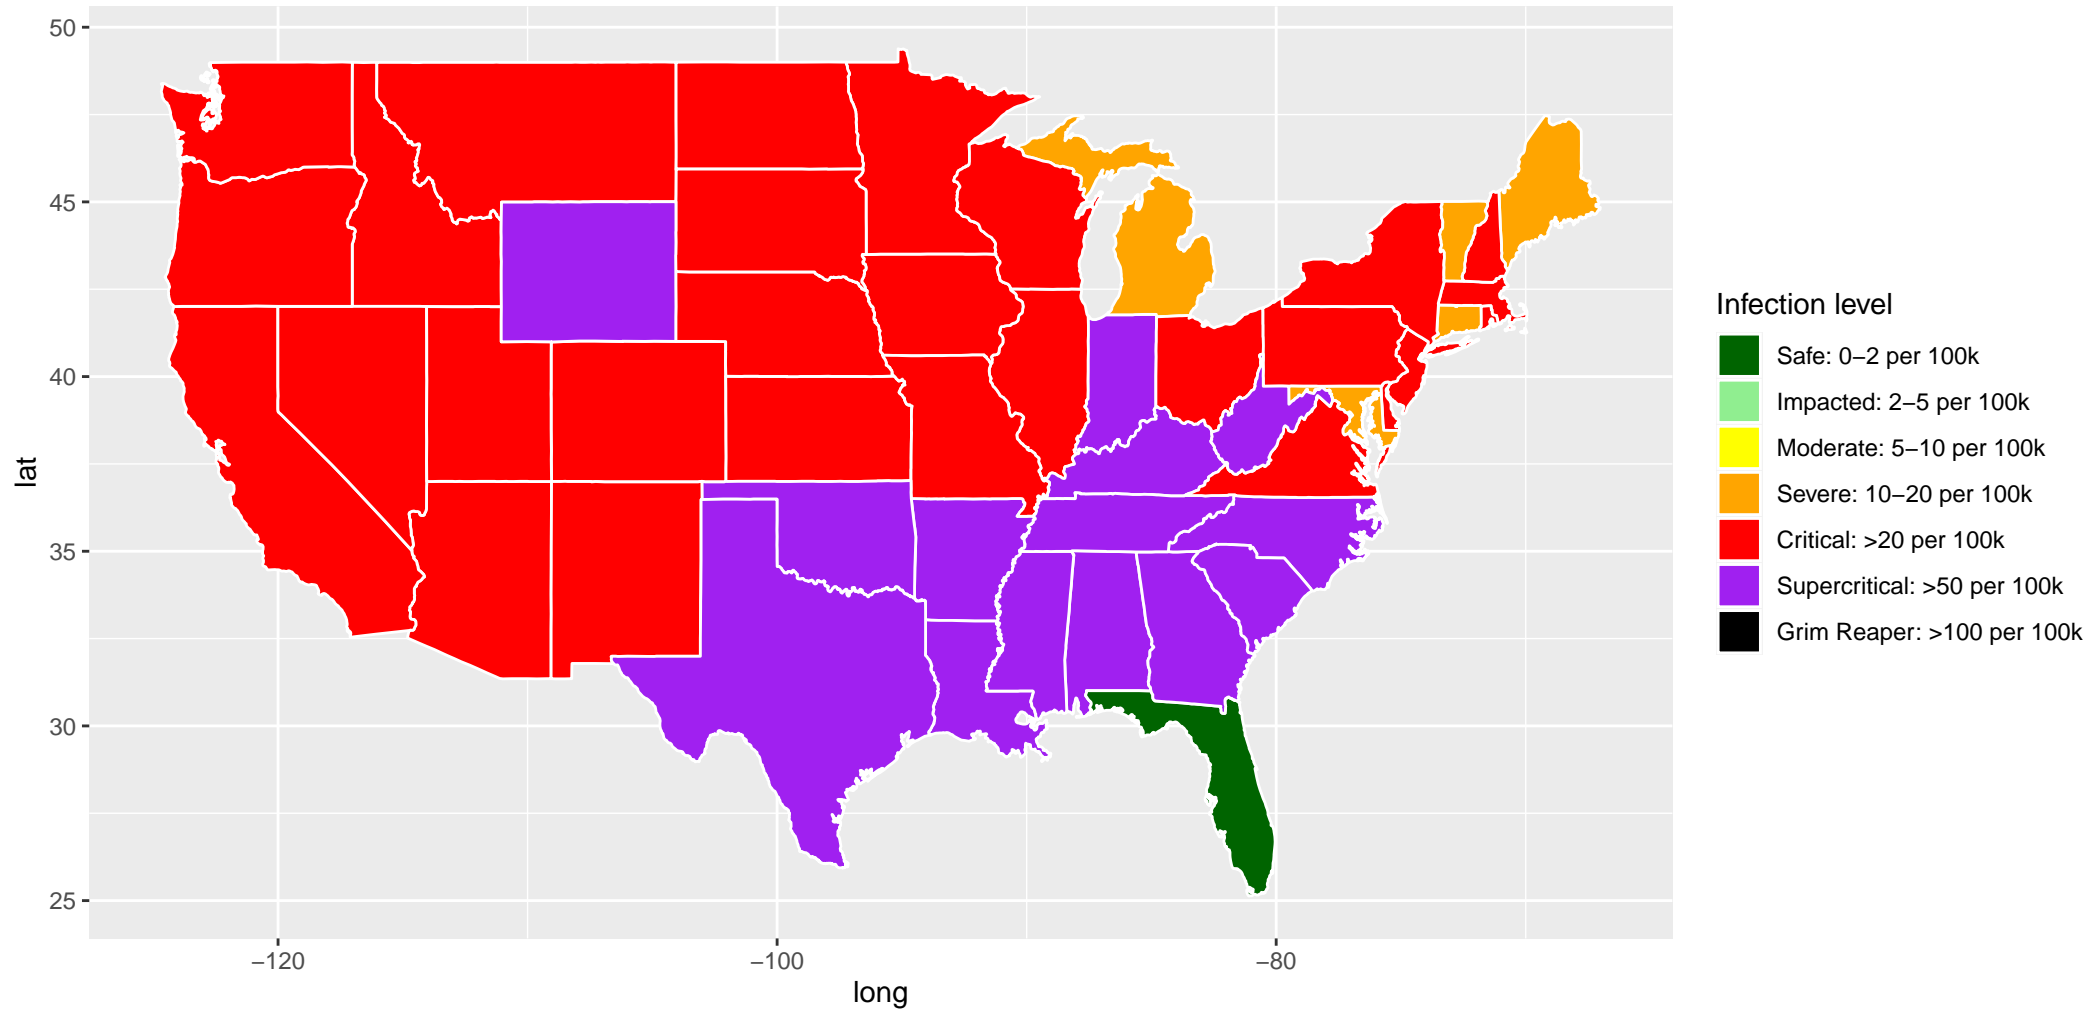 50
45
40
35
30
25
lat
−120
−100
−80
long
Infection level
Safe: 0−2 per 100k
Impacted: 2−5 per 100k
Moderate: 5−10 per 100k
Severe: 10−20 per 100k
Critical: >20 per 100k
Supercritical: >50 per 100k
Grim Reaper: >100 per 100k